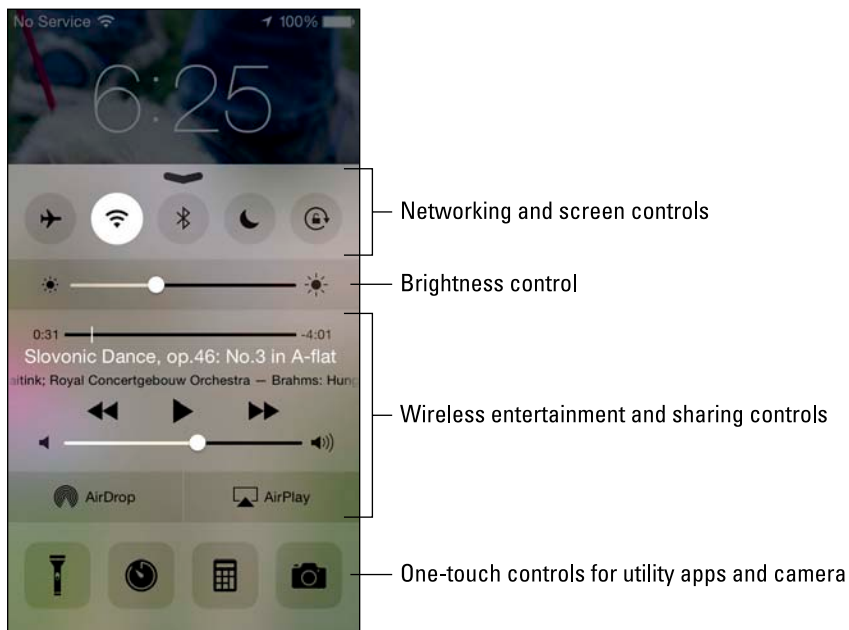 No Service 100%
6:25
Networking and screen controls
Brightness control
0:31 -4:01
Slovonic Dance, op.46: No.3 in A-flat
aitink; Royal Concertgebouw Orchestra — Brahms: Hung
Wireless entertainment and sharing controls
AirDrop AirPlay
One-touch controls for utility apps and camera